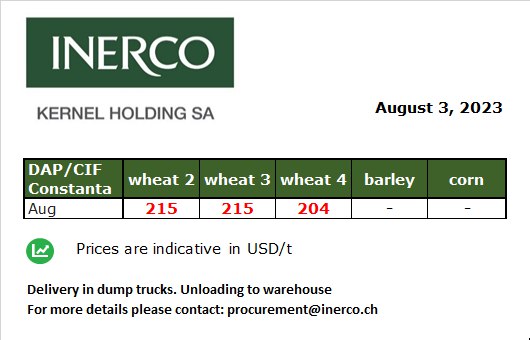 INERCO
KERNEL HOLDING SA
August 3, 2023
DAP/CIF Constanta wheat 2 wheat 3 wheat 4 barley corn
Aug 215 215 204 - -
Prices are indicative in USD/t
Delivery in dump trucks. Unloading to warehouse
For more details please contact: procurement@inerco.ch